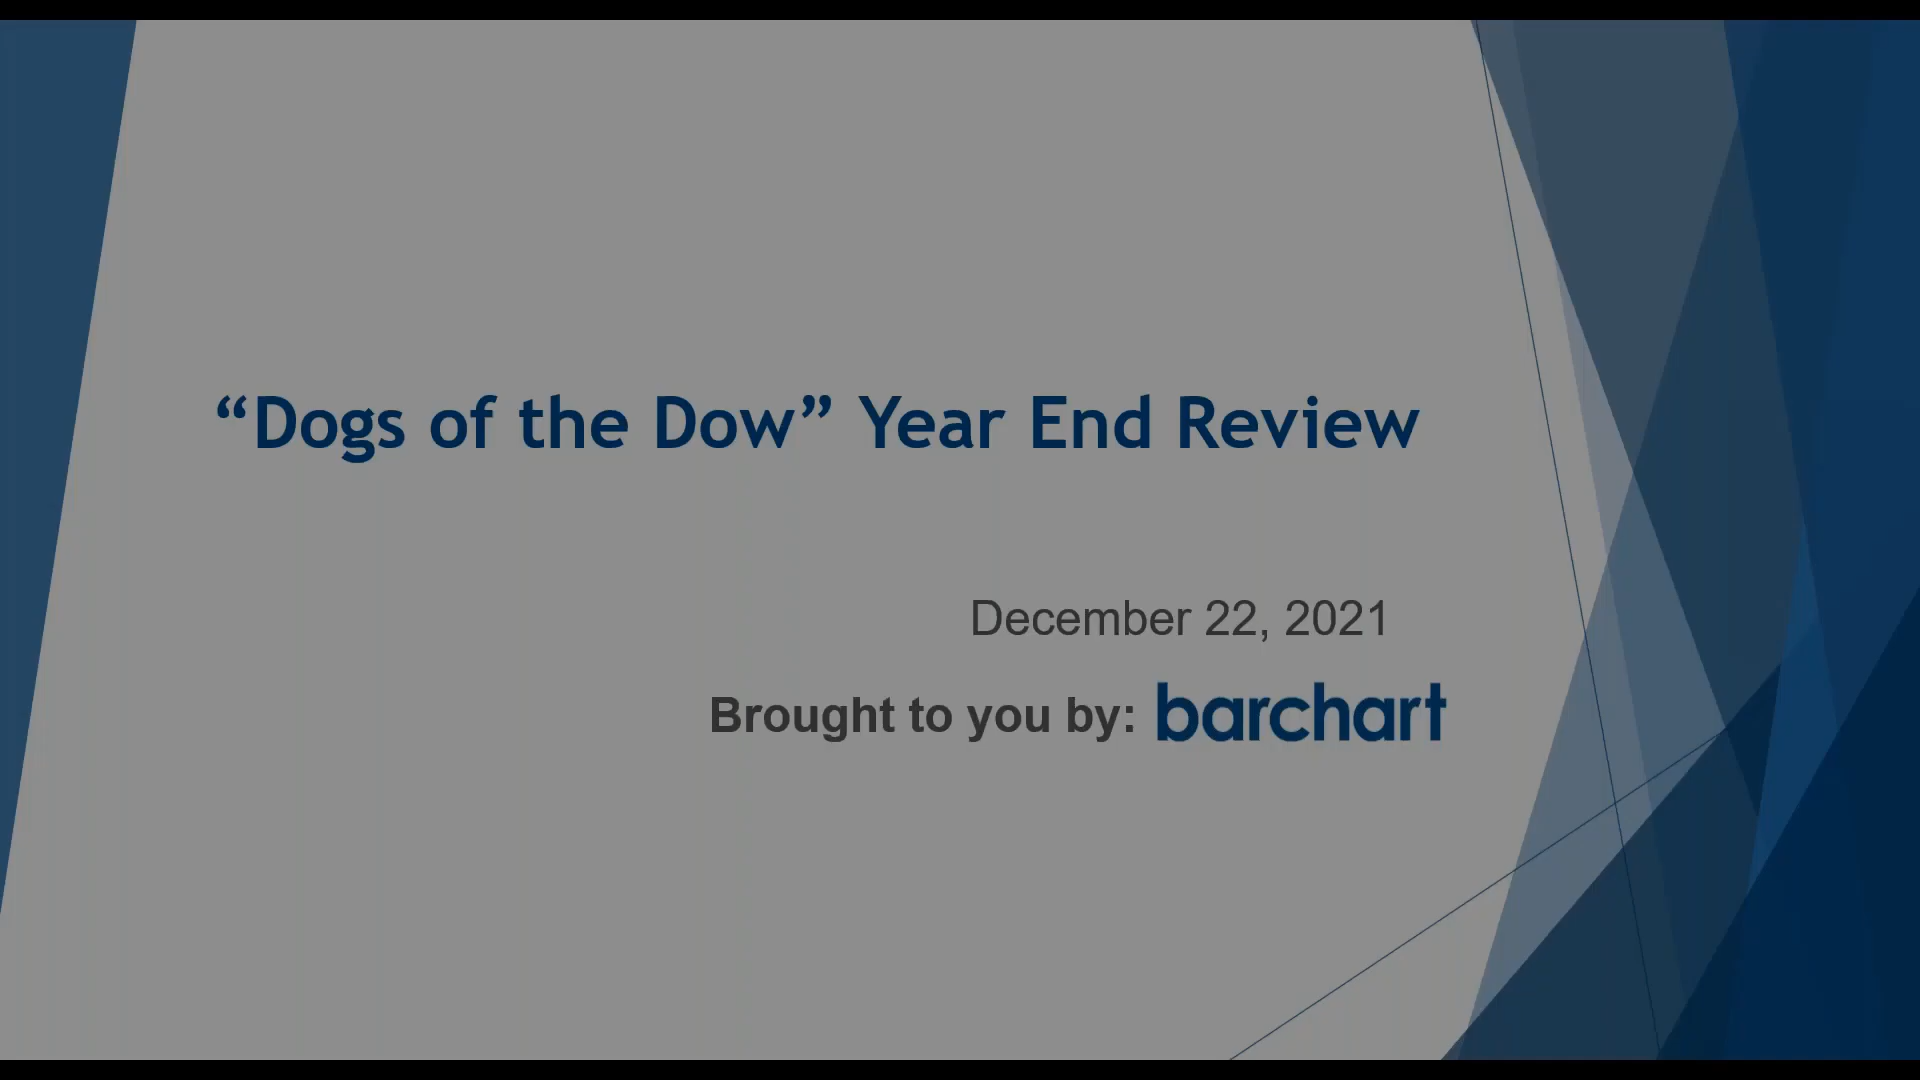 “Dogs of the Dow” Year End Review
December 22, 2021
Brought to you by: barchart